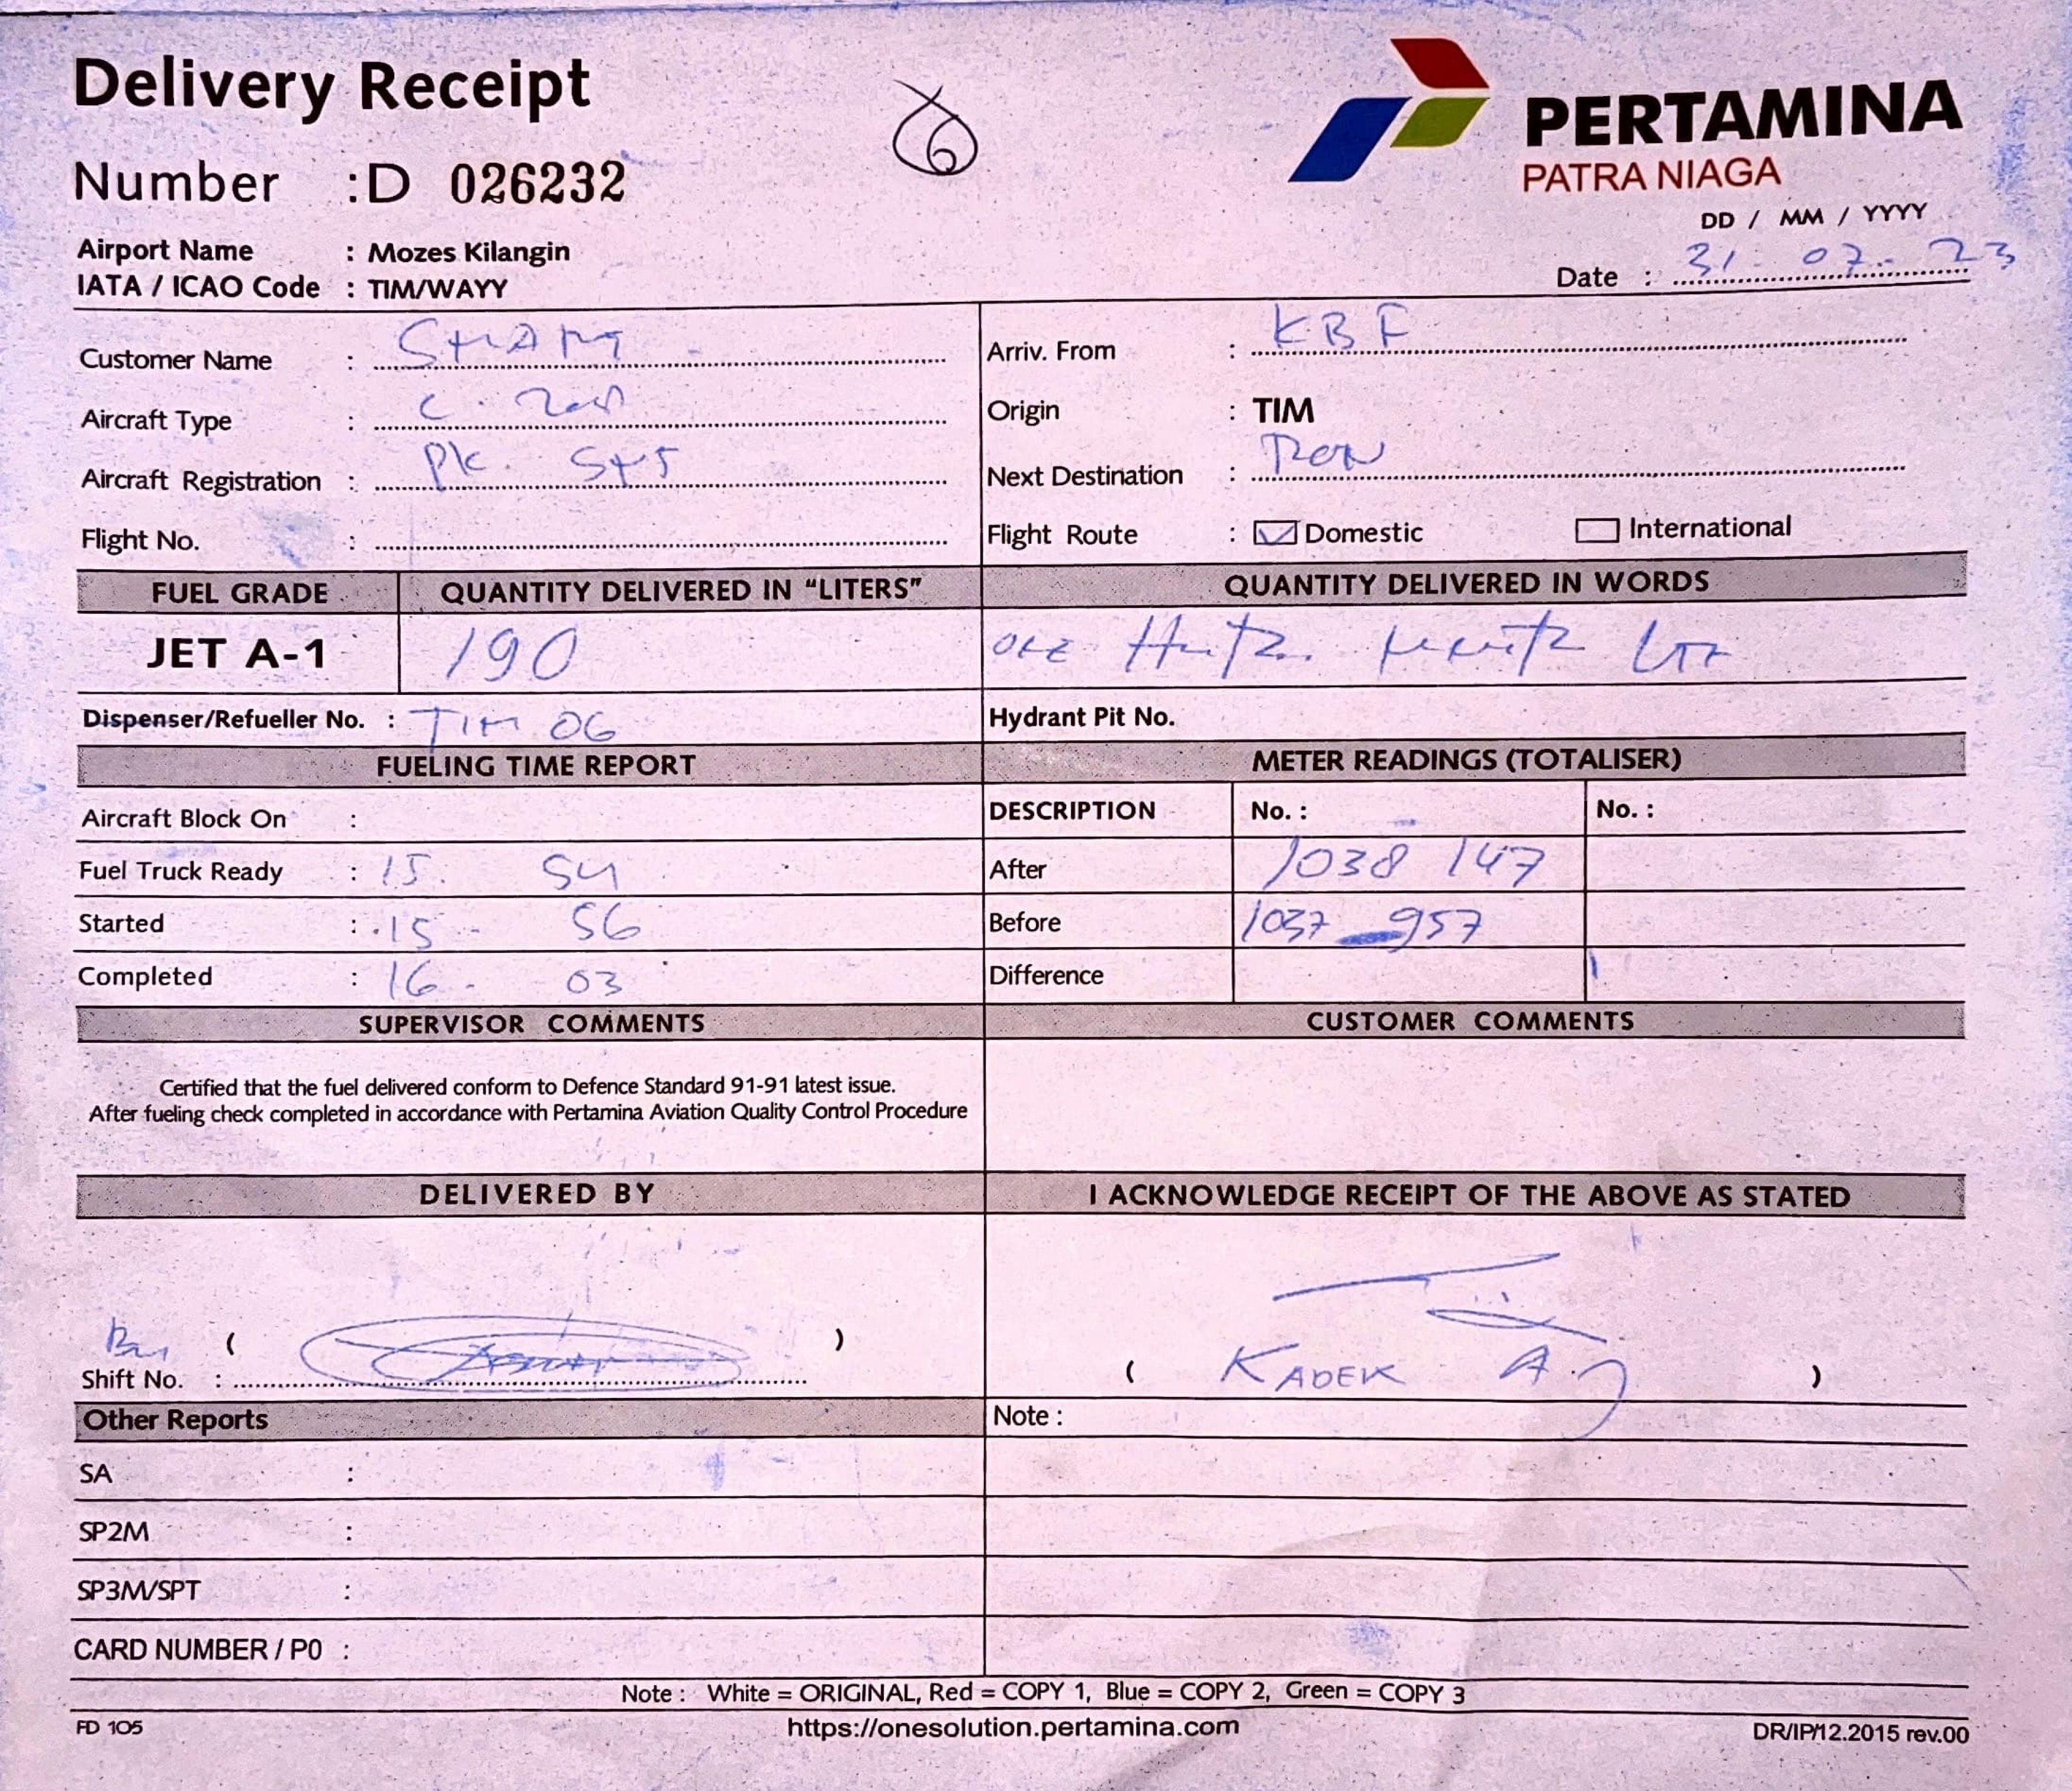 Delivery Receipt
6
PERTAMINA
PATRA NIAGA
Number : D 026232
DD / MM / YYYY
Airport Name : Mozes Kilangin
Date : 31 - 07 - 23
IATA / ICAO Code : TIM/WAYY
Customer Name :
Arriv. From : KBF
Aircraft Type : C.
Origin : TIM
Aircraft Registration : PK.
Next Destination : RON
Flight No. :
Flight Route : Domestic International
FUEL GRADE QUANTITY DELIVERED IN “LITERS” QUANTITY DELIVERED IN WORDS
JET A-1 190
Dispenser/Refueller No. : TIM 06 Hydrant Pit No.
FUELING TIME REPORT METER READINGS (TOTALISER)
Aircraft Block On : DESCRIPTION No. : No. :
Fuel Truck Ready : 15. 54 After 1038 147
Started : 15 - 56 Before 1037 957
Completed : 16 - 03 Difference
SUPERVISOR COMMENTS CUSTOMER COMMENTS
Certified that the fuel delivered conform to Defence Standard 91-91 latest issue.
After fueling check completed in accordance with Pertamina Aviation Quality Control Procedure
DELIVERED BY I ACKNOWLEDGE RECEIPT OF THE ABOVE AS STATED
( )
Shift No. :
( KADEK A. )
Other Reports Note :
SA :
SP2M :
SP3M/SPT :
CARD NUMBER / P0 :
Note : White = ORIGINAL, Red = COPY 1, Blue = COPY 2, Green = COPY 3
FD 105 https://onesolution.pertamina.com DR/IP/12.2015 rev.00